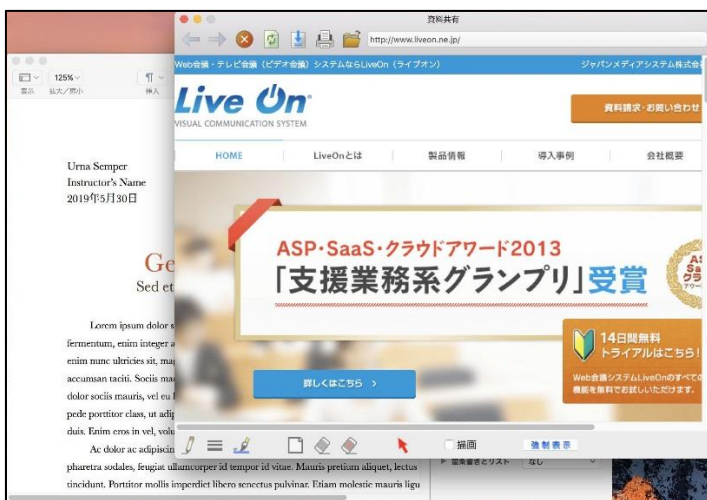 資料共有
http://www.liveon.ne.jp/
Web会議・テレビ会議（ビデオ会議）システムならLiveOn（ライブオン）
ジャパンメディアシステム株式会
Live On
VISUAL COMMUNICATION SYSTEM
資料請求・お問い合わせ
HOME
LiveOnとは
製品情報
導入事例
会社概要
ASP・SaaS・クラウドアワード2013
「支援業務系グランプリ」受賞
14日間無料
トライアルはこちら!
Web会議システムLiveOnのすべての
機能を無料でお試しいただけます。
詳しくはこちら
描画
強制表示
125%
表示
拡大/縮小
挿入
Urna Semper
Instructor's Name
2019年5月30日
Ge
Sed et
Lorem ipsum dolor s
fermentum, enim integer a
enim nunc ultricies sit, mag
accumsan taciti. Sociis mau
dolor sociis mauris, vel eu l
pede porttitor class, ut adip
duis. Enim eros in vel, volu
Ac dolor ac adipiscin
pharetra sodales, feugiat ullamcorper id tempor id vitae. Mauris pretium aliquet, lectus
tincidunt. Porttitor mollis imperdiet libero senectus pulvinar. Etiam molestie mauris ligu
箇条書きとリスト
なし